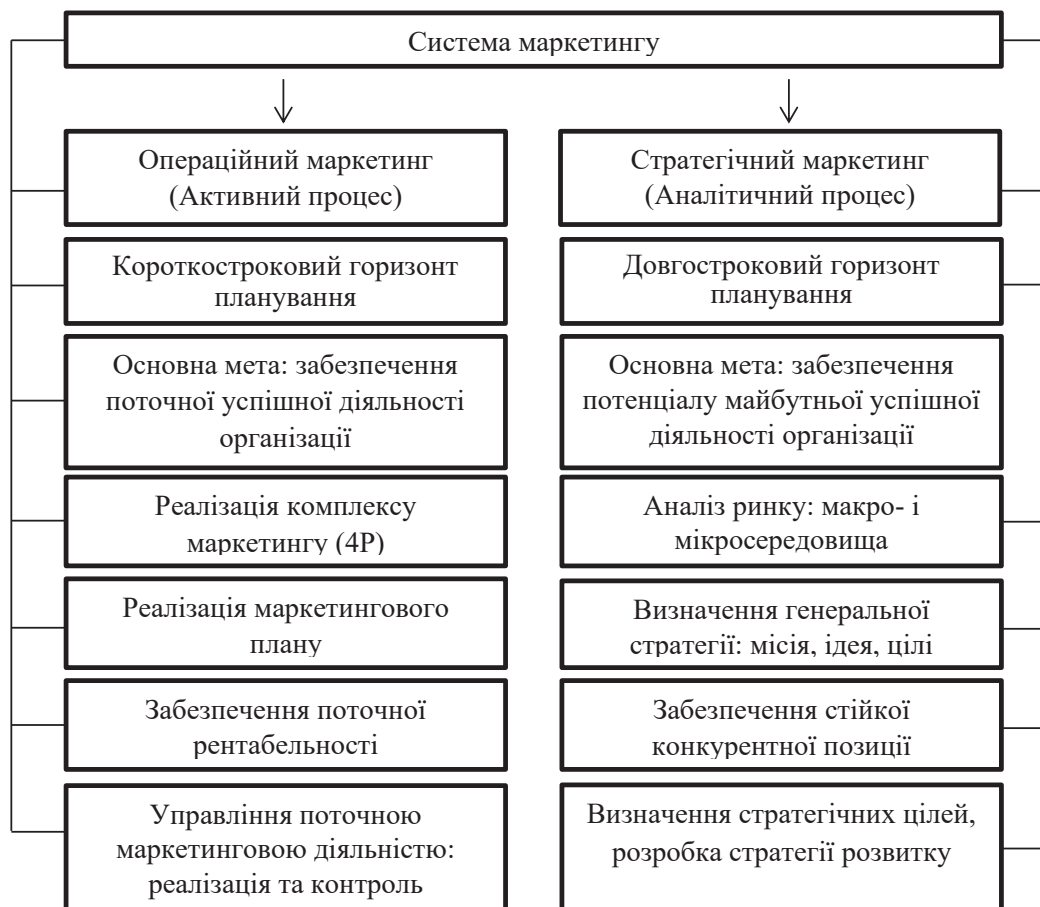 Система маркетингу
Операційний маркетинг
(Активний процес)
Стратегічний маркетинг
(Аналітичний процес)
Короткостроковий горизонт
планування
Довгостроковий горизонт
планування
Основна мета: забезпечення
поточної успішної діяльності
організації
Основна мета: забезпечення
потенціалу майбутньої успішної
діяльності організації
Реалізація комплексу
маркетингу (4Р)
Аналіз ринку: макро- і
мікросередовища
Реалізація маркетингового
плану
Визначення генеральної
стратегії: місія, ідея, цілі
Забезпечення поточної
рентабельності
Забезпечення стійкої
конкурентної позиції
Управління поточною
маркетинговою діяльністю:
реалізація та контроль
Визначення стратегічних цілей,
розробка стратегії розвитку